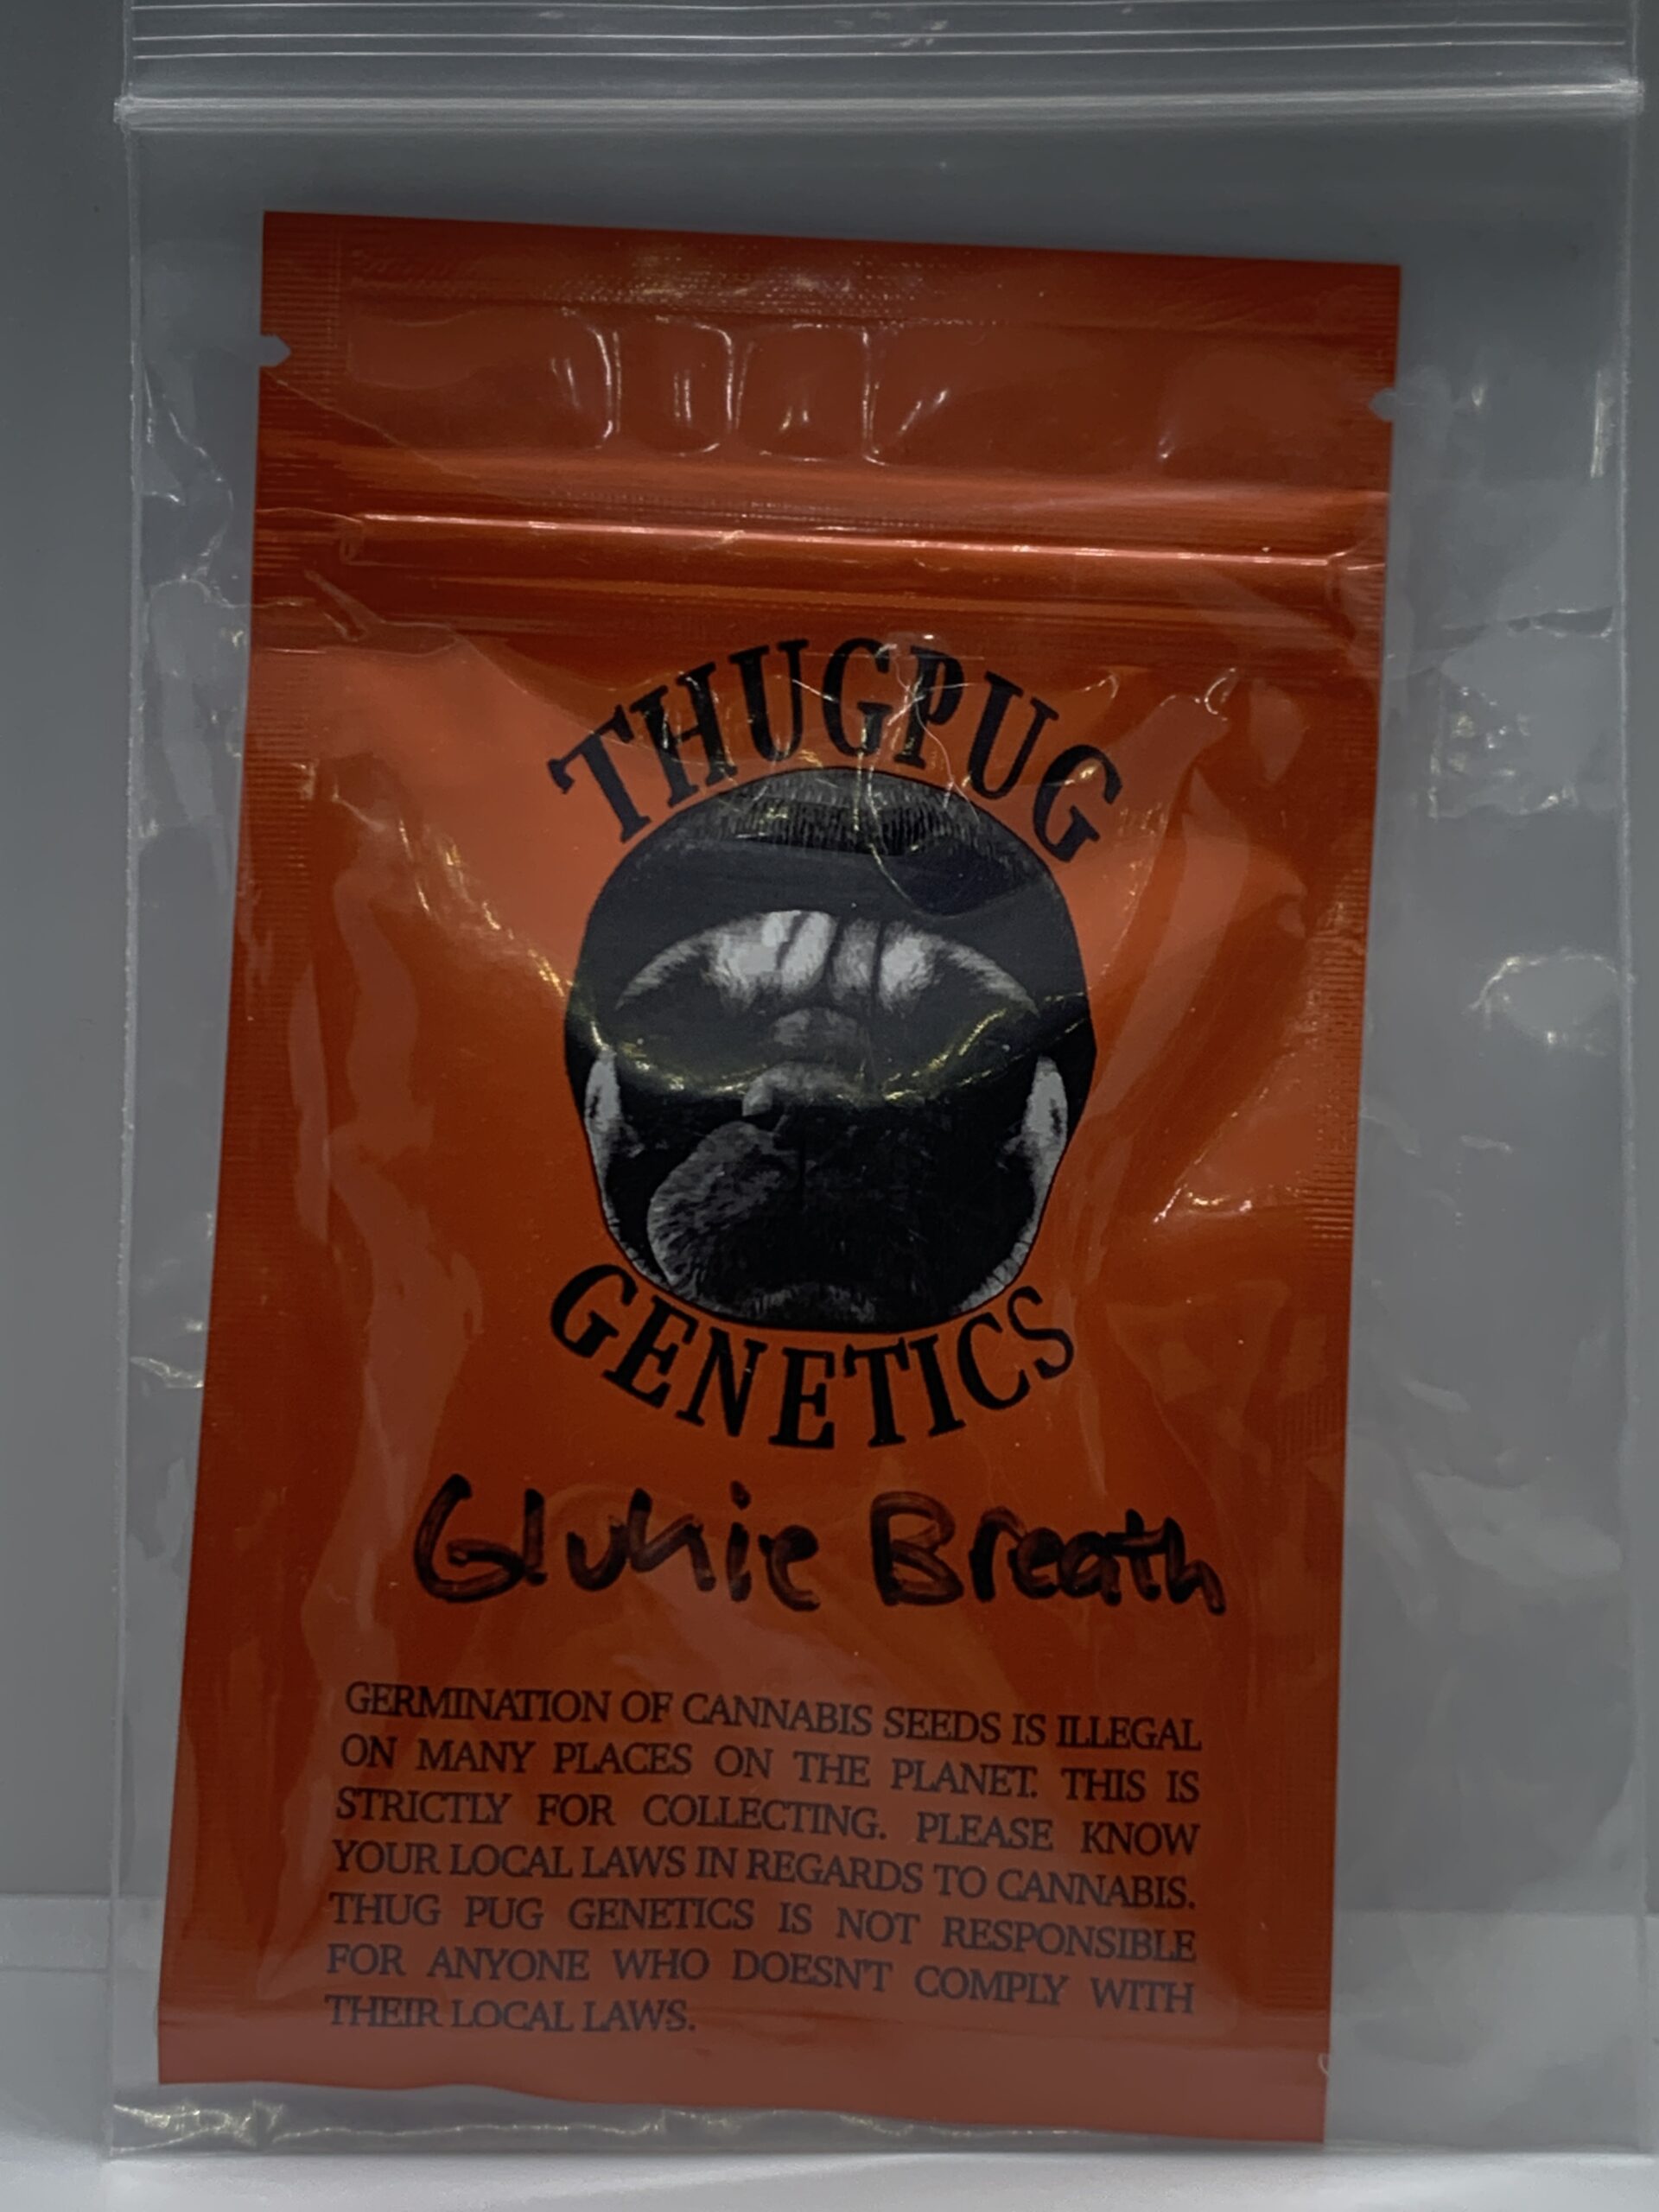 THUGPUG
GENETICS
Gluhie Breath
GERMINATION OF CANNABIS SEEDS IS ILLEGAL
ON MANY PLACES ON THE PLANET. THIS IS
STRICTLY FOR COLLECTING. PLEASE KNOW
YOUR LOCAL LAWS IN REGARDS TO CANNABIS.
THUG PUG GENETICS IS NOT RESPONSIBLE
FOR ANYONE WHO DOESN'T COMPLY WITH
THEIR LOCAL LAWS.